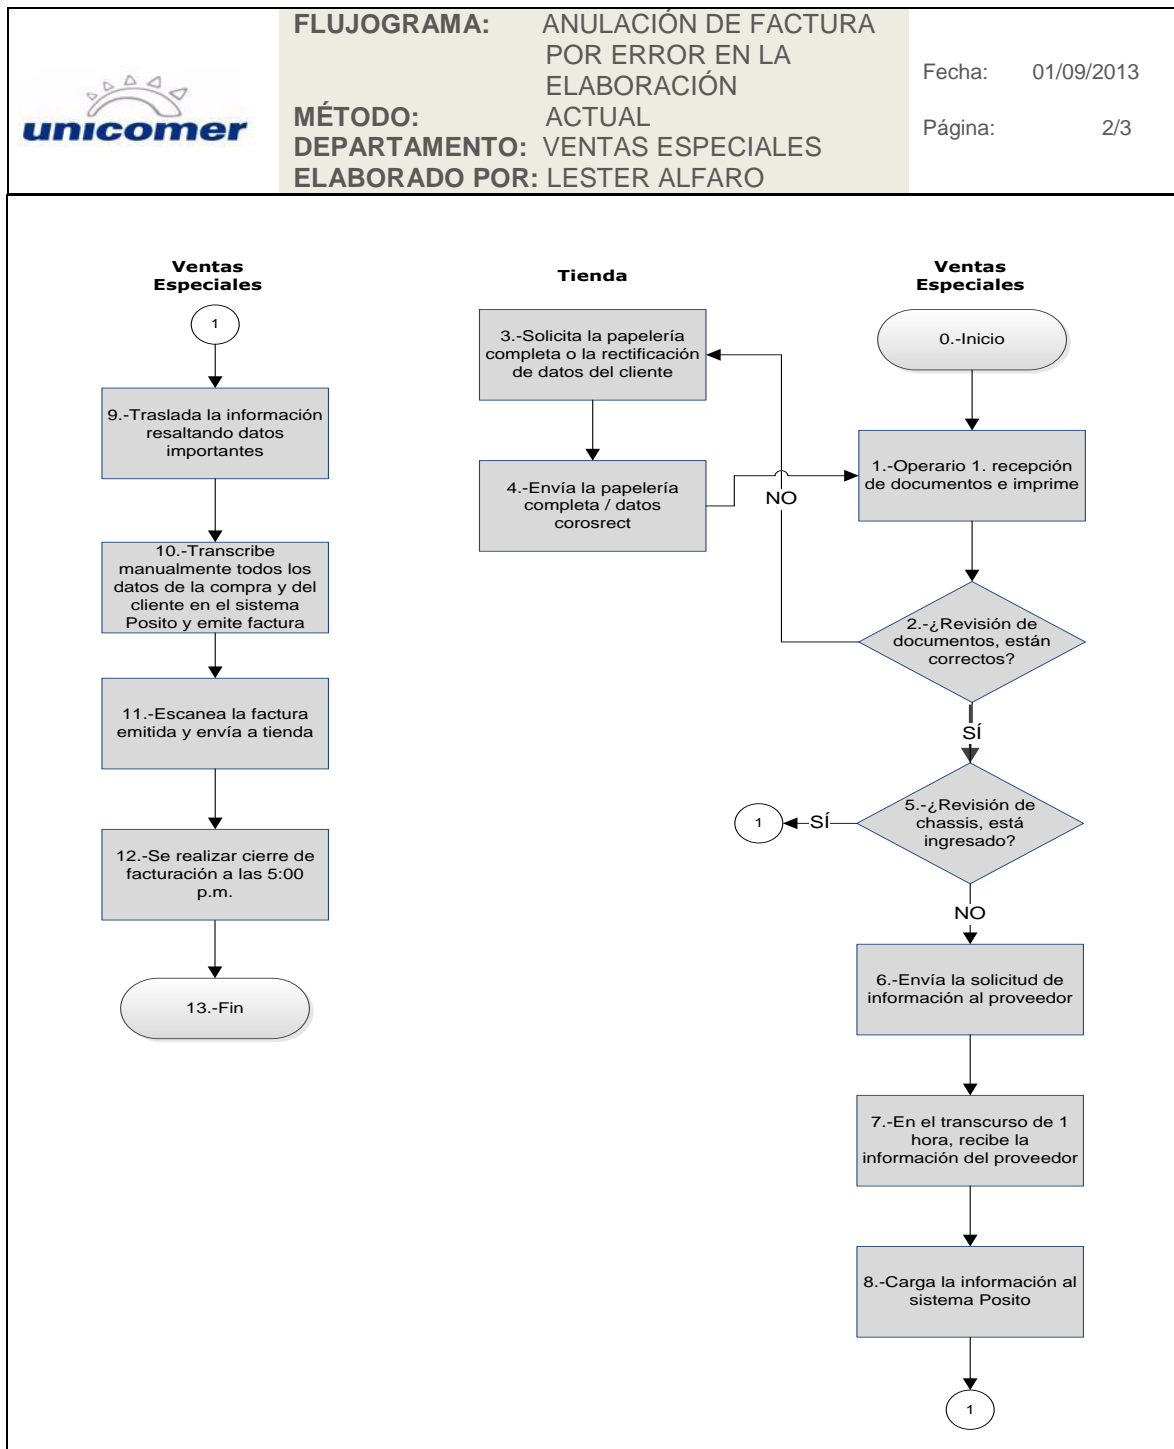 unicomer
FLUJOGRAMA: ANULACIÓN DE FACTURA
POR ERROR EN LA
ELABORACIÓN
MÉTODO: ACTUAL
DEPARTAMENTO: VENTAS ESPECIALES
ELABORADO POR: LESTER ALFARO
Fecha: 01/09/2013
Página: 2/3
Ventas
Especiales
1
9.-Traslada la información
resaltando datos
importantes
10.-Transcribe
manualmente todos los
datos de la compra y del
cliente en el sistema
Posito y emite factura
11.-Escanea la factura
emitida y envía a tienda
12.-Se realizar cierre de
facturación a las 5:00
p.m.
13.-Fin
Tienda
3.-Solicita la papelería
completa o la rectificación
de datos del cliente
4.-Envía la papelería
completa / datos
corosrect
NO
Ventas
Especiales
0.-Inicio
1.-Operario 1. recepción
de documentos e imprime
2.-¿Revisión de
documentos, están
correctos?
SÍ
5.-¿Revisión de
chassis, está
ingresado?
SÍ
1
NO
6.-Envía la solicitud de
información al proveedor
7.-En el transcurso de 1
hora, recibe la
información del proveedor
8.-Carga la información al
sistema Posito
1